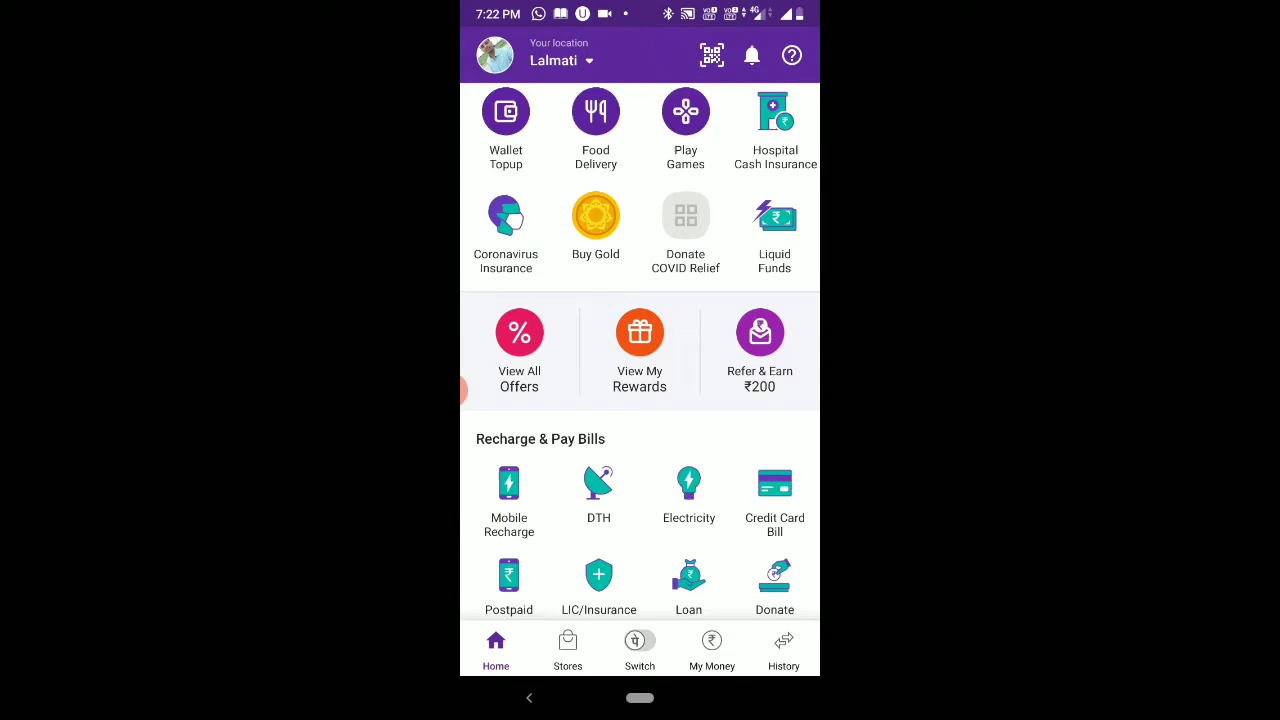 7:22 PM
4G
Your location
Lalmati
Wallet Topup
Food Delivery
Play Games
Hospital Cash Insurance
Coronavirus Insurance
Buy Gold
Donate COVID Relief
Liquid Funds
View All Offers
View My Rewards
Refer & Earn ₹200
Recharge & Pay Bills
Mobile Recharge
DTH
Electricity
Credit Card Bill
Postpaid
LIC/Insurance
Loan
Donate
पे
Home
Stores
Switch
My Money
History